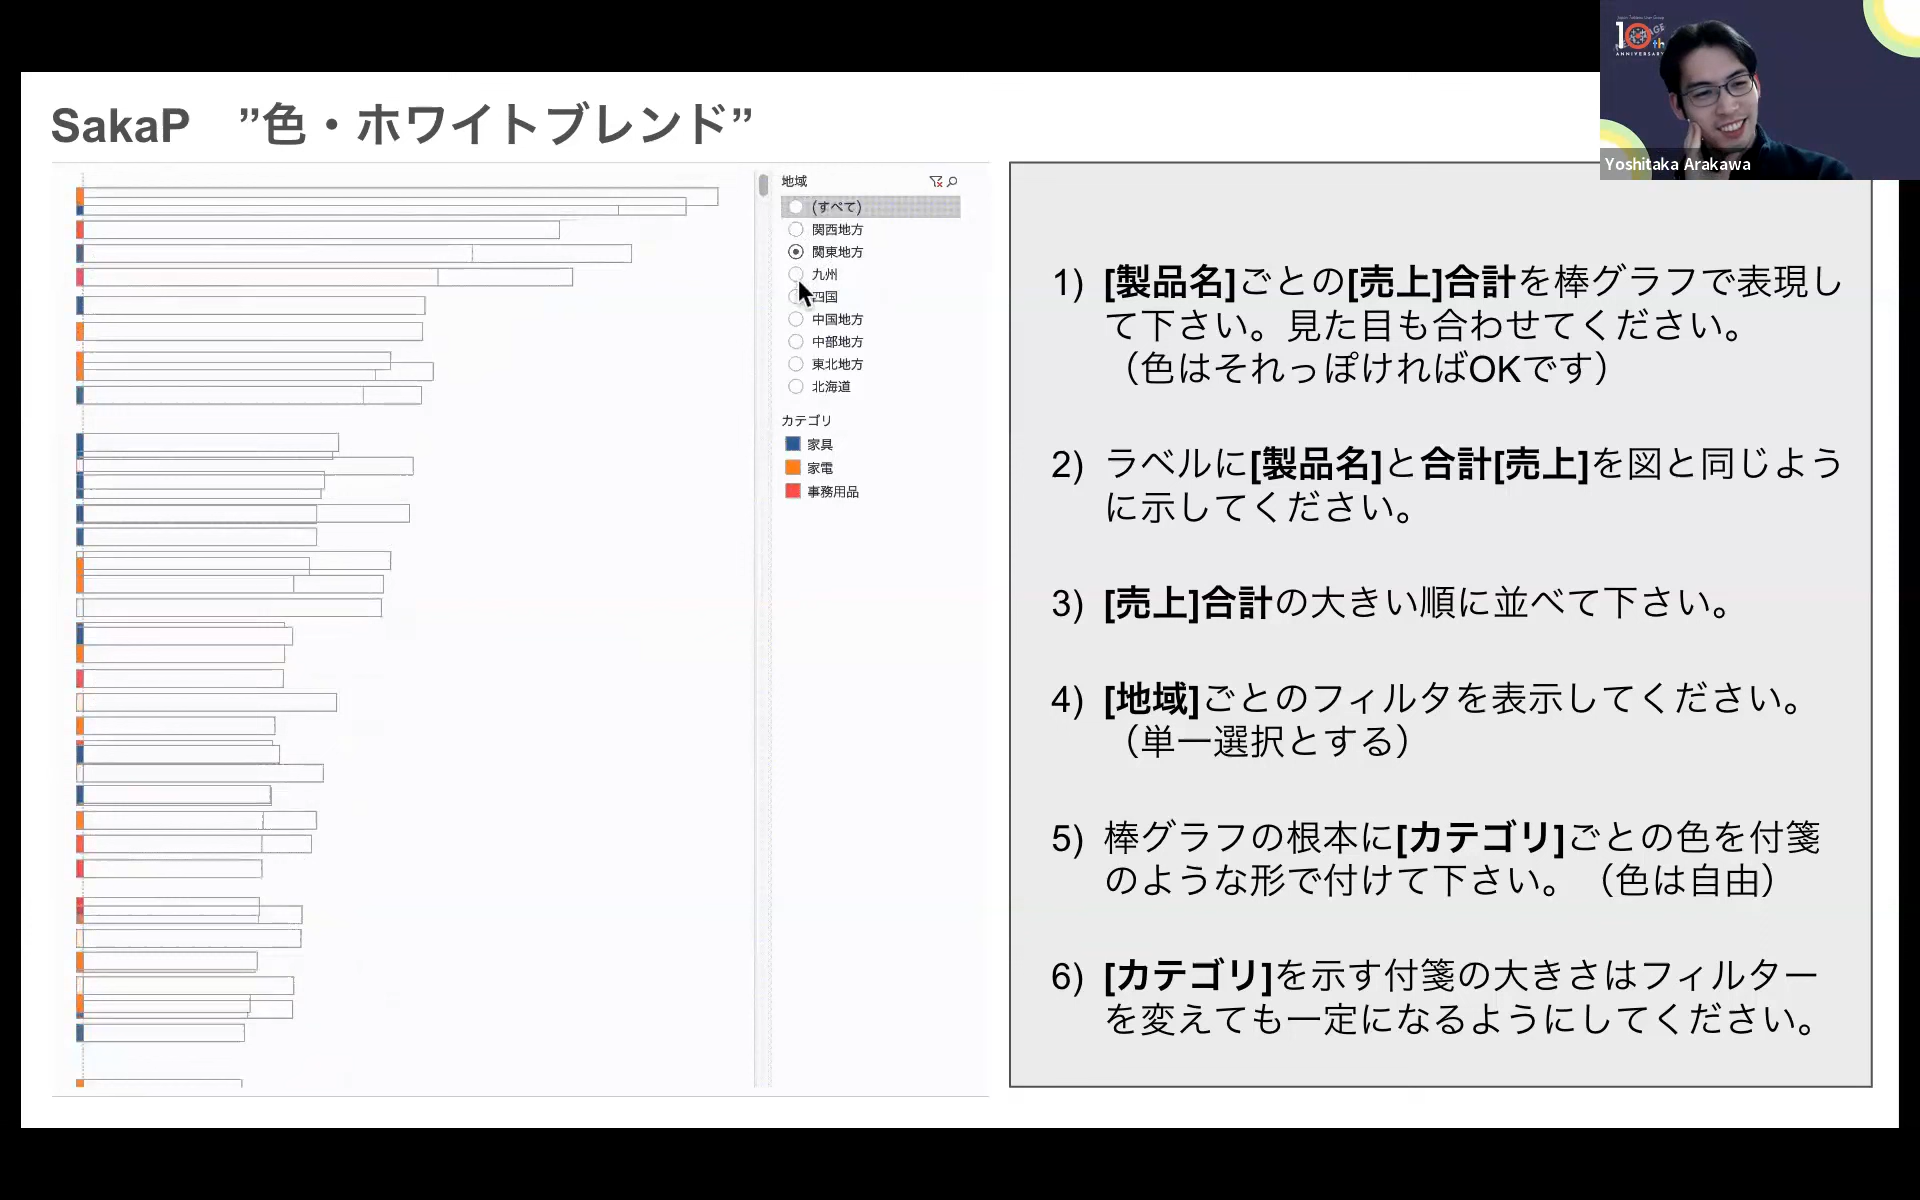 SakaP ”色・ホワイトブレンド”
10th
ANNIVERSARY
Yoshitaka Arakawa
地域
(すべて)
関西地方
関東地方
九州
四国
中国地方
中部地方
東北地方
北海道
カテゴリ
家具
家電
事務用品
1) [製品名]ごとの[売上]合計を棒グラフで表現し
て下さい。見た目も合わせてください。
（色はそれっぽければOKです）
2) ラベルに[製品名]と合計[売上]を図と同じよう
に示してください。
3) [売上]合計の大きい順に並べて下さい。
4) [地域]ごとのフィルタを表示してください。
（単一選択とする）
5) 棒グラフの根本に[カテゴリ]ごとの色を付箋
のような形で付けて下さい。（色は自由）
6) [カテゴリ]を示す付箋の大きさはフィルター
を変えても一定になるようにしてください。